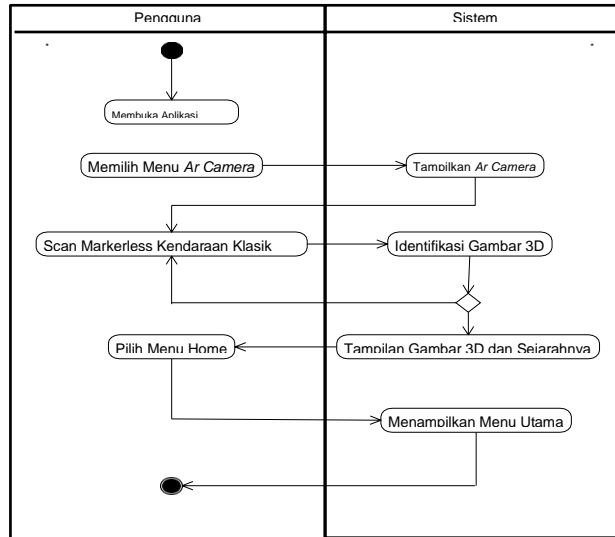 Pengguna
Sistem
Membuka Aplikasi
Memilih Menu Ar Camera
Tampilkan Ar Camera
Scan Markerless Kendaraan Klasik
Identifikasi Gambar 3D
Pilih Menu Home
Tampilan Gambar 3D dan Sejarahnya
Menampilkan Menu Utama